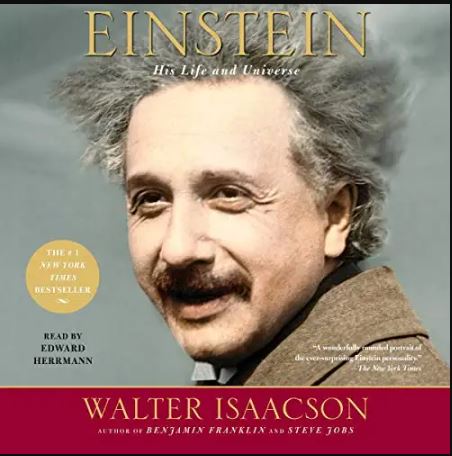 EINSTEIN
His Life and Universe
THE #1
NEW YORK
TIMES
BESTSELLER
READ BY
EDWARD
HERRMANN
"A wonderfully rounded portrait of
the ever-surprising Einstein personality."
—The New York Times
WALTER ISAACSON
AUTHOR OF BENJAMIN FRANKLIN AND STEVE JOBS